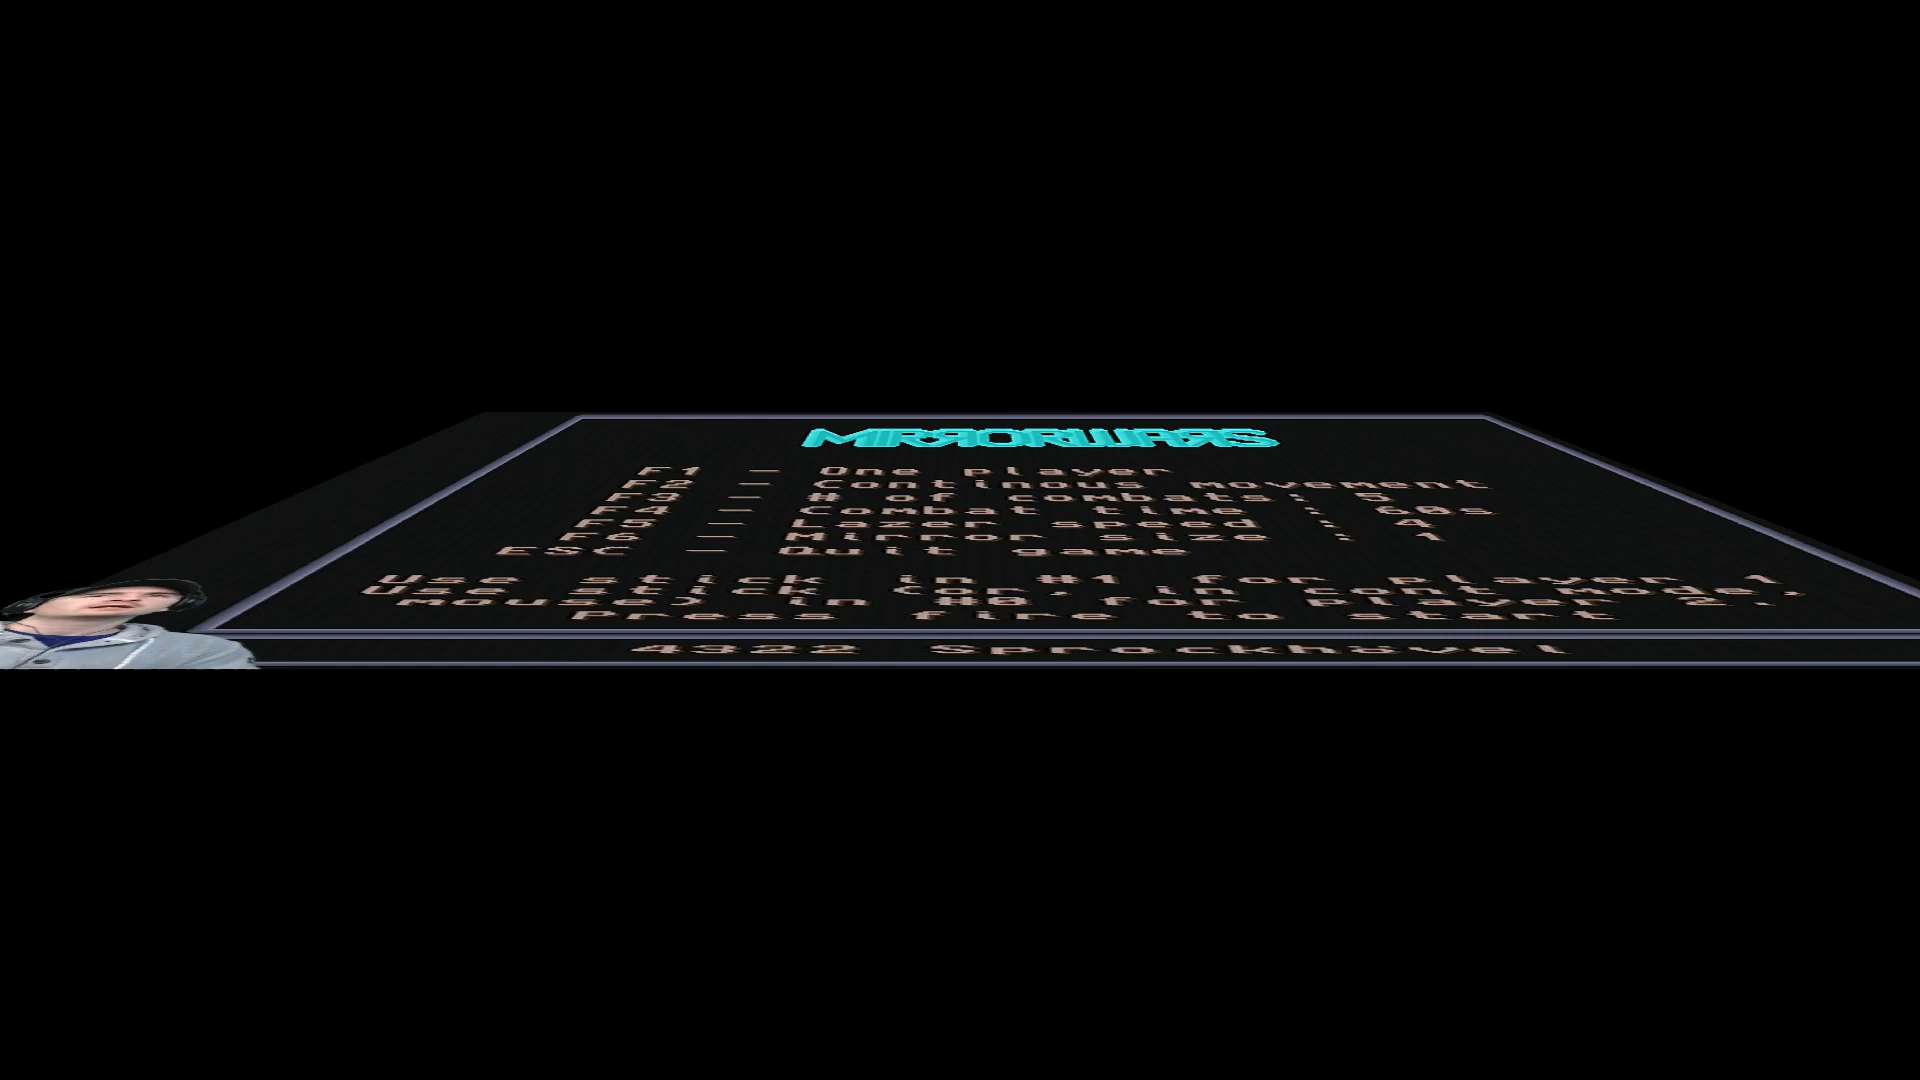 MIRRORWARS
F1 - One player
F2 - Continous movement
F3 - # of combats: 5
F4 - Combat time : 60s
F5 - Lazer speed : 4
F6 - Mirror size : 1
ESC - Quit game
Use stick in #1 for player 1
Use stick (or, in cont mode,
mouse) in #0 for player 2.
Press fire to start
4322 Sprockhövel